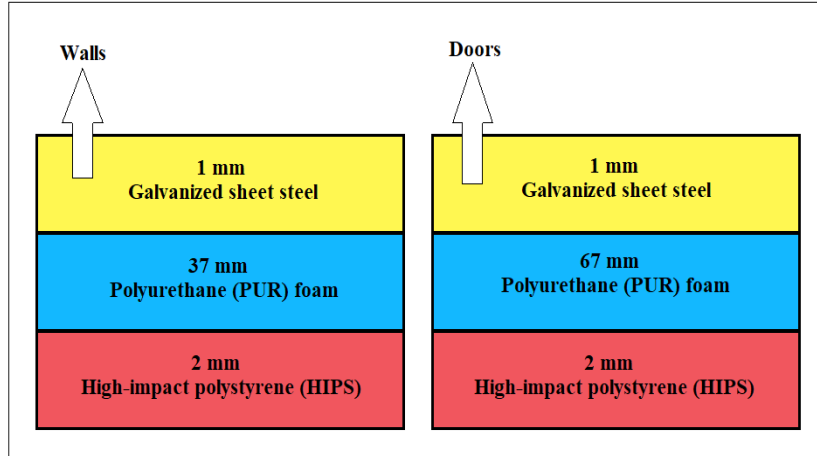 Walls
1 mm
Galvanized sheet steel
37 mm
Polyurethane (PUR) foam
2 mm
High-impact polystyrene (HIPS)
Doors
1 mm
Galvanized sheet steel
67 mm
Polyurethane (PUR) foam
2 mm
High-impact polystyrene (HIPS)